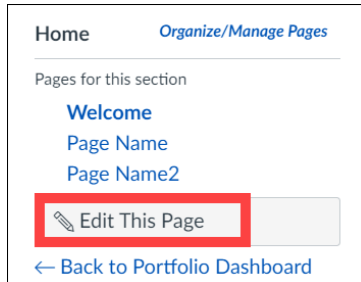 Home Organize/Manage Pages
Pages for this section
Welcome
Page Name
Page Name2
Edit This Page
← Back to Portfolio Dashboard